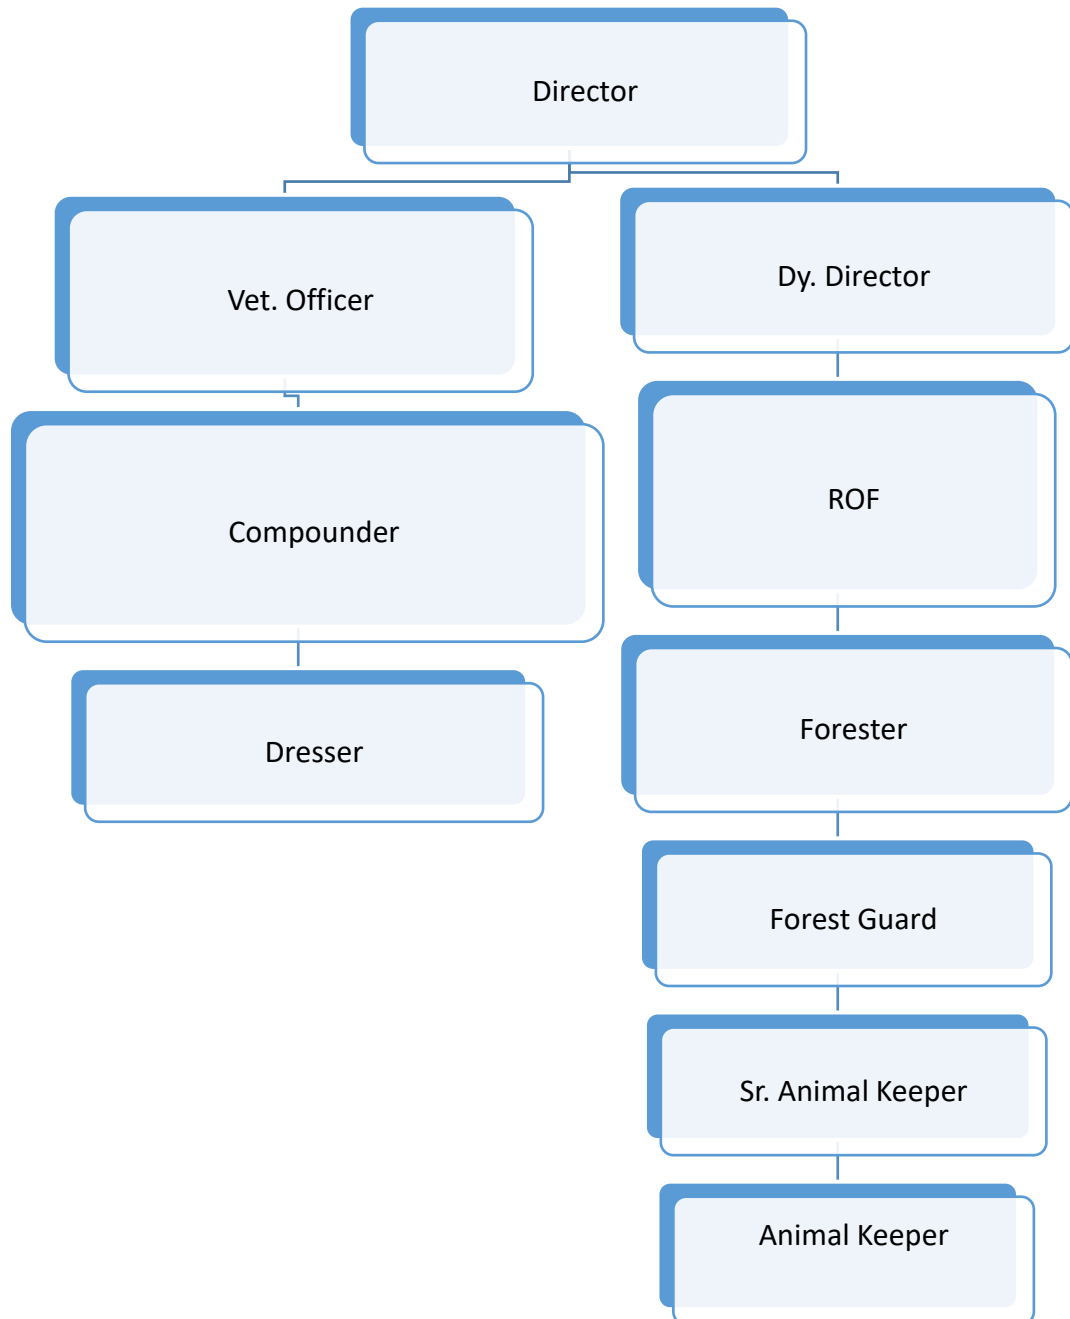 Director
Vet. Officer
Dy. Director
Compounder
ROF
Dresser
Forester
Forest Guard
Sr. Animal Keeper
Animal Keeper